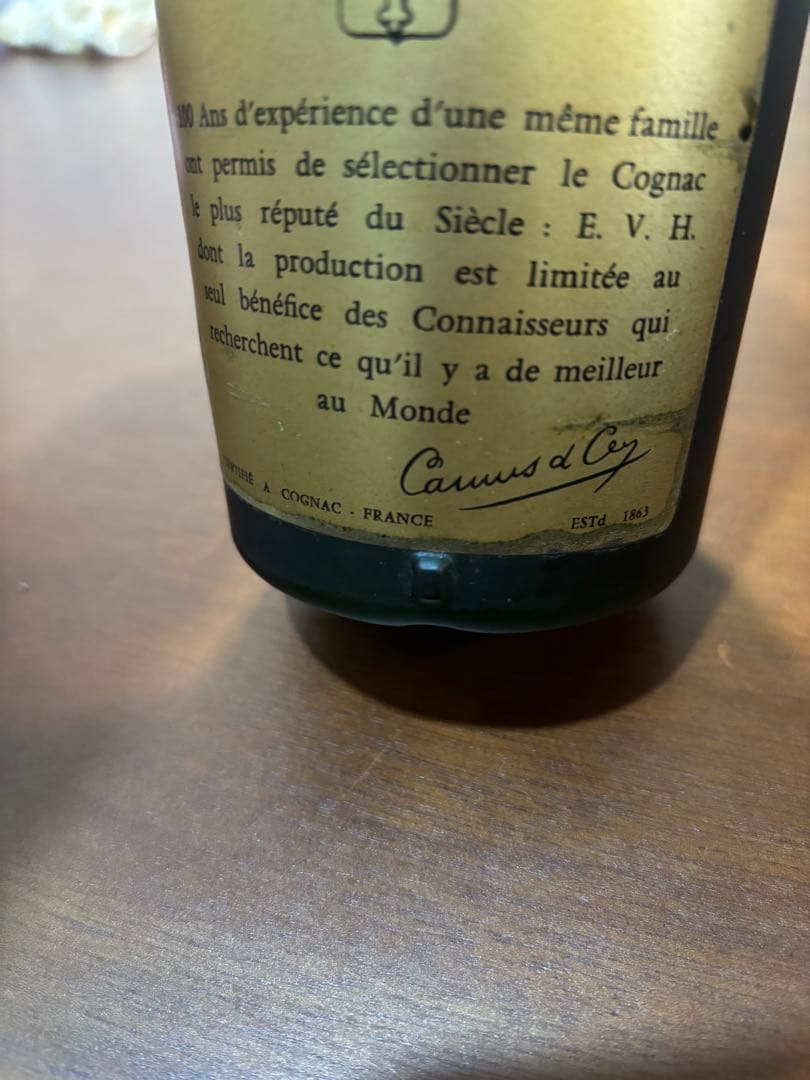 100 Ans d'expérience d'une même famille
ont permis de sélectionner le Cognac
le plus réputé du Siècle : E. V. H.
dont la production est limitée au
seul bénéfice des Connaisseurs qui
recherchent ce qu'il y a de meilleur
au Monde
Camus & Co
CERTIFIÉ A COGNAC - FRANCE
ESTd 1863